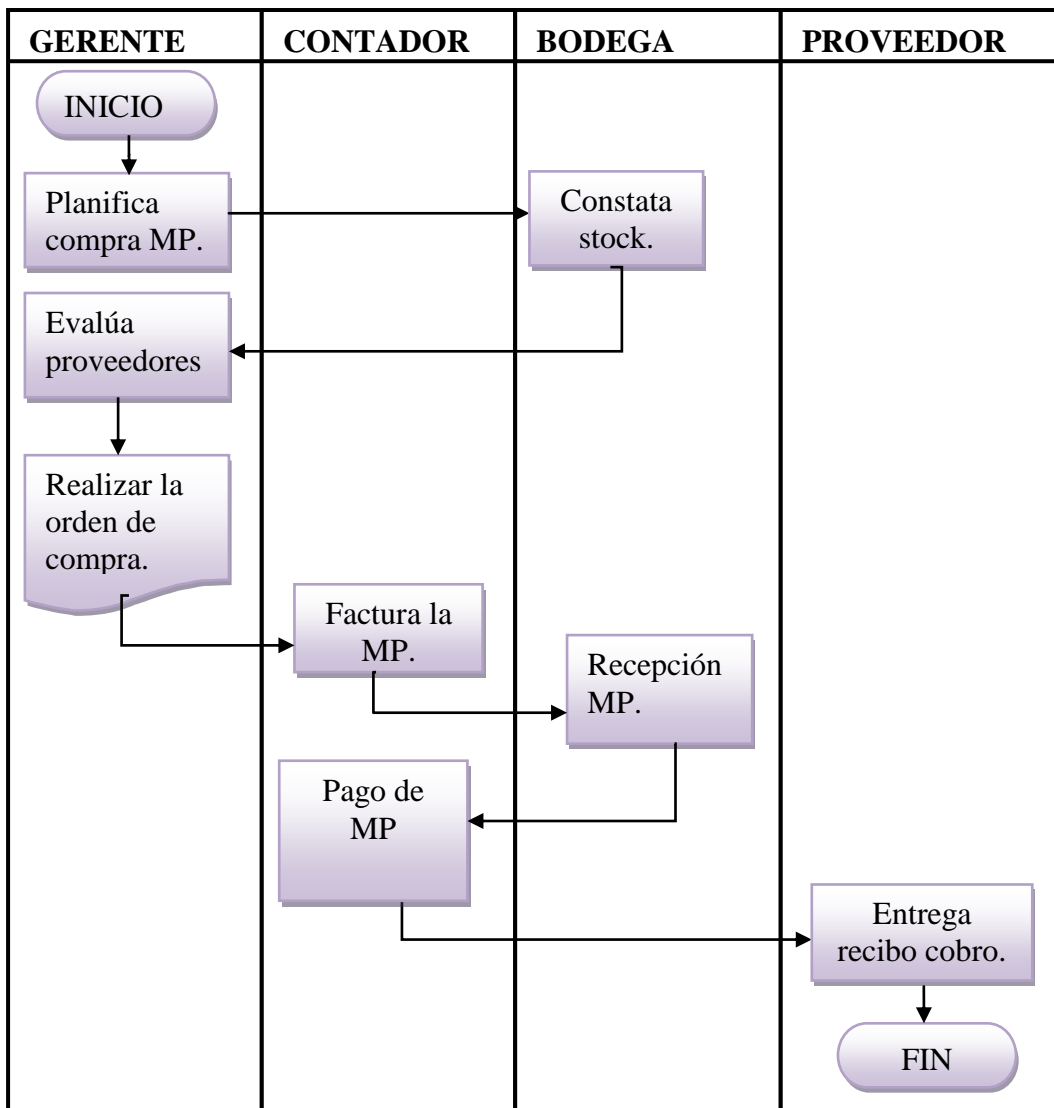 GERENTE
CONTADOR
BODEGA
PROVEEDOR
INICIO
Planifica
compra MP.
Constata
stock.
Evalúa
proveedores
Realizar la
orden de
compra.
Factura la
MP.
Recepción
MP.
Pago de
MP
Entrega
recibo cobro.
FIN